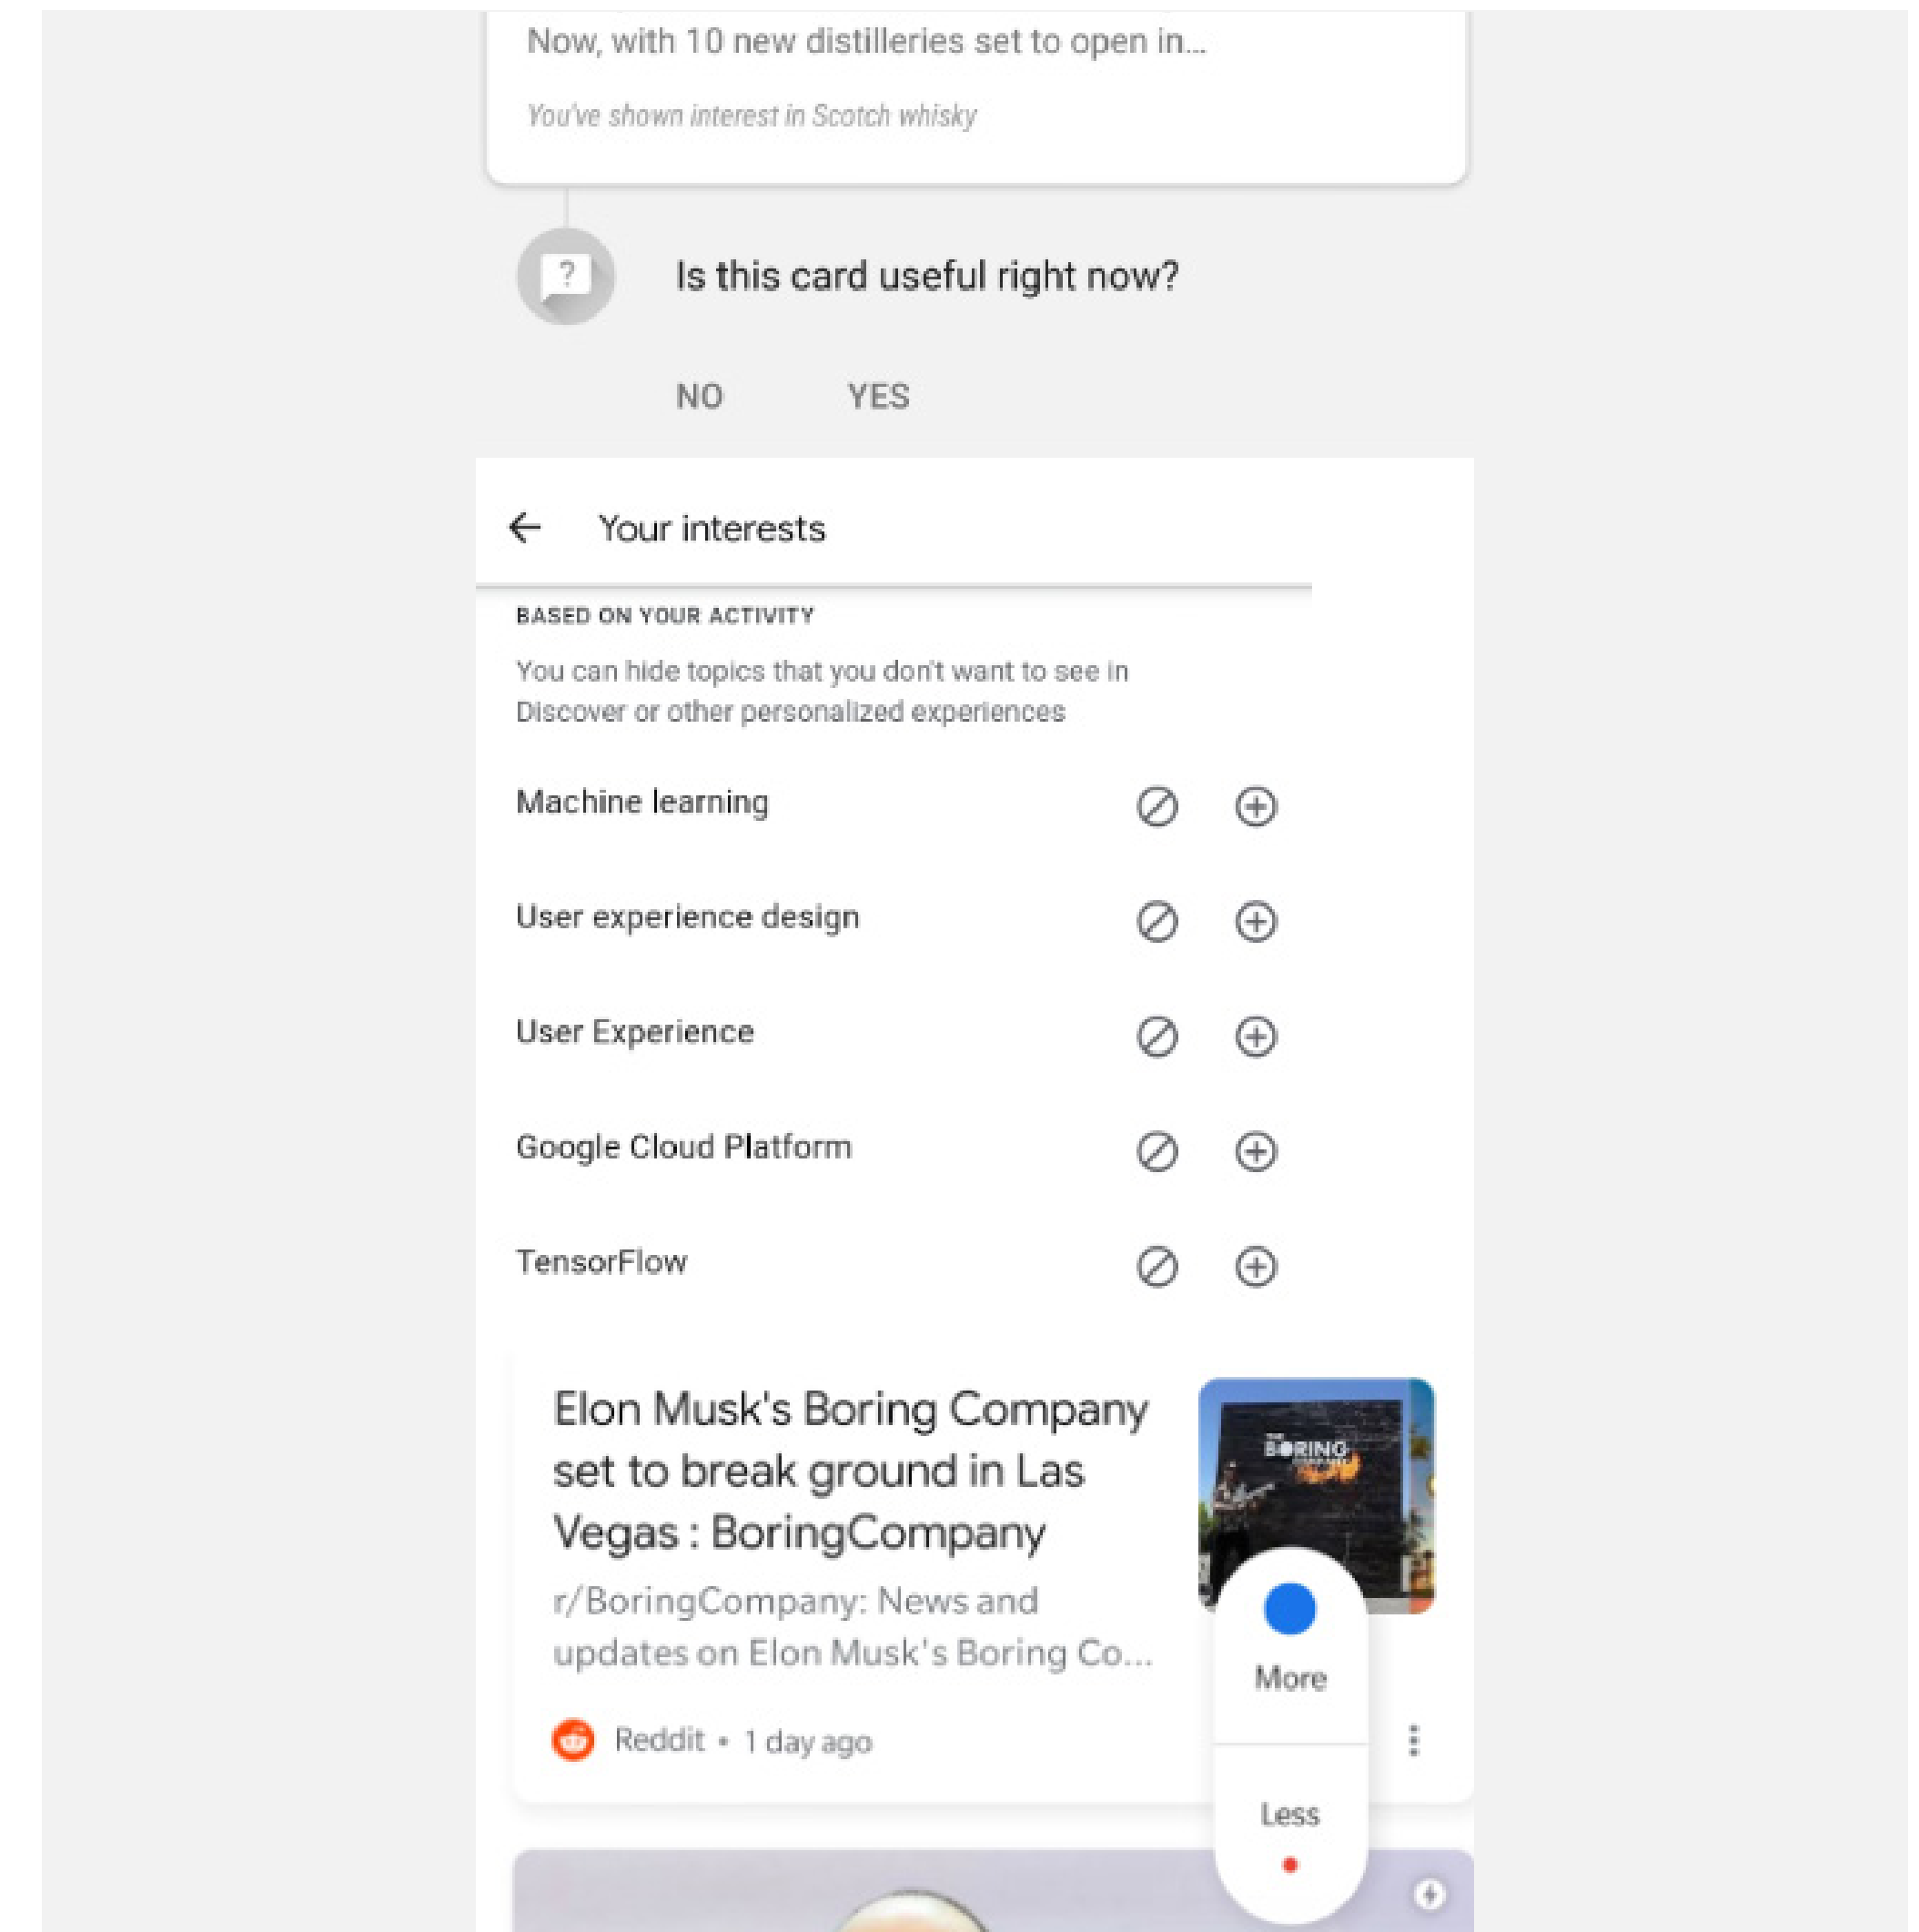 Now, with 10 new distilleries set to open in...
You've shown interest in Scotch whisky
?
Is this card useful right now?
NO YES
Your interests
BASED ON YOUR ACTIVITY
You can hide topics that you don't want to see in
Discover or other personalized experiences
Machine learning
User experience design
User Experience
Google Cloud Platform
TensorFlow
Elon Musk's Boring Company
set to break ground in Las
Vegas : BoringCompany
r/BoringCompany: News and
updates on Elon Musk's Boring Co...
Reddit • 1 day ago
THE
BORING
More
Less